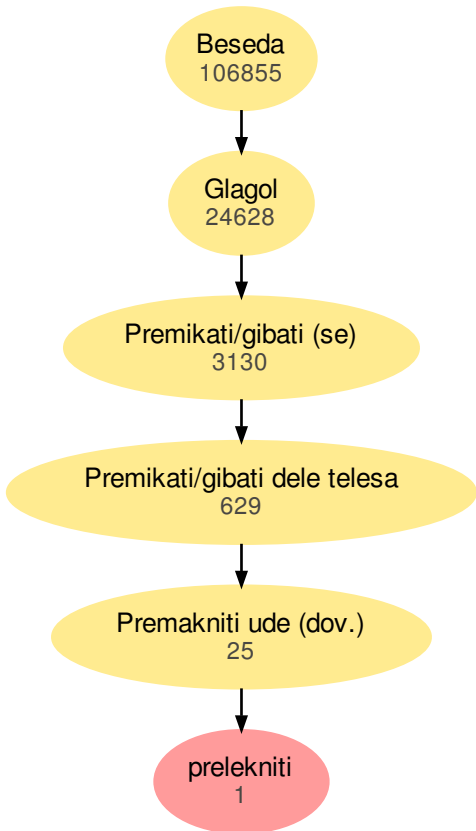 Beseda
106855
Glagol
24628
Premikati/gibati (se)
3130
Premikati/gibati dele telesa
629
Premakniti ude (dov.)
25
prelekniti
1